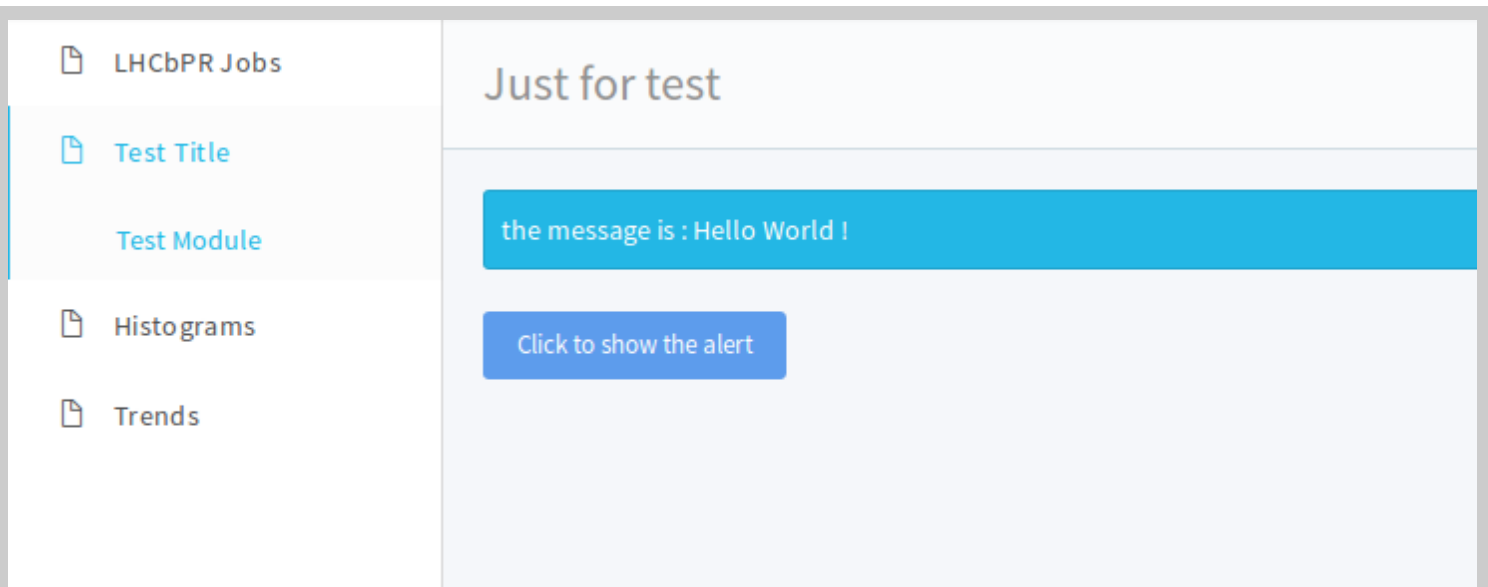 LHCbPR Jobs
Test Title
Test Module
Histograms
Trends
Just for test
the message is : Hello World !
Click to show the alert